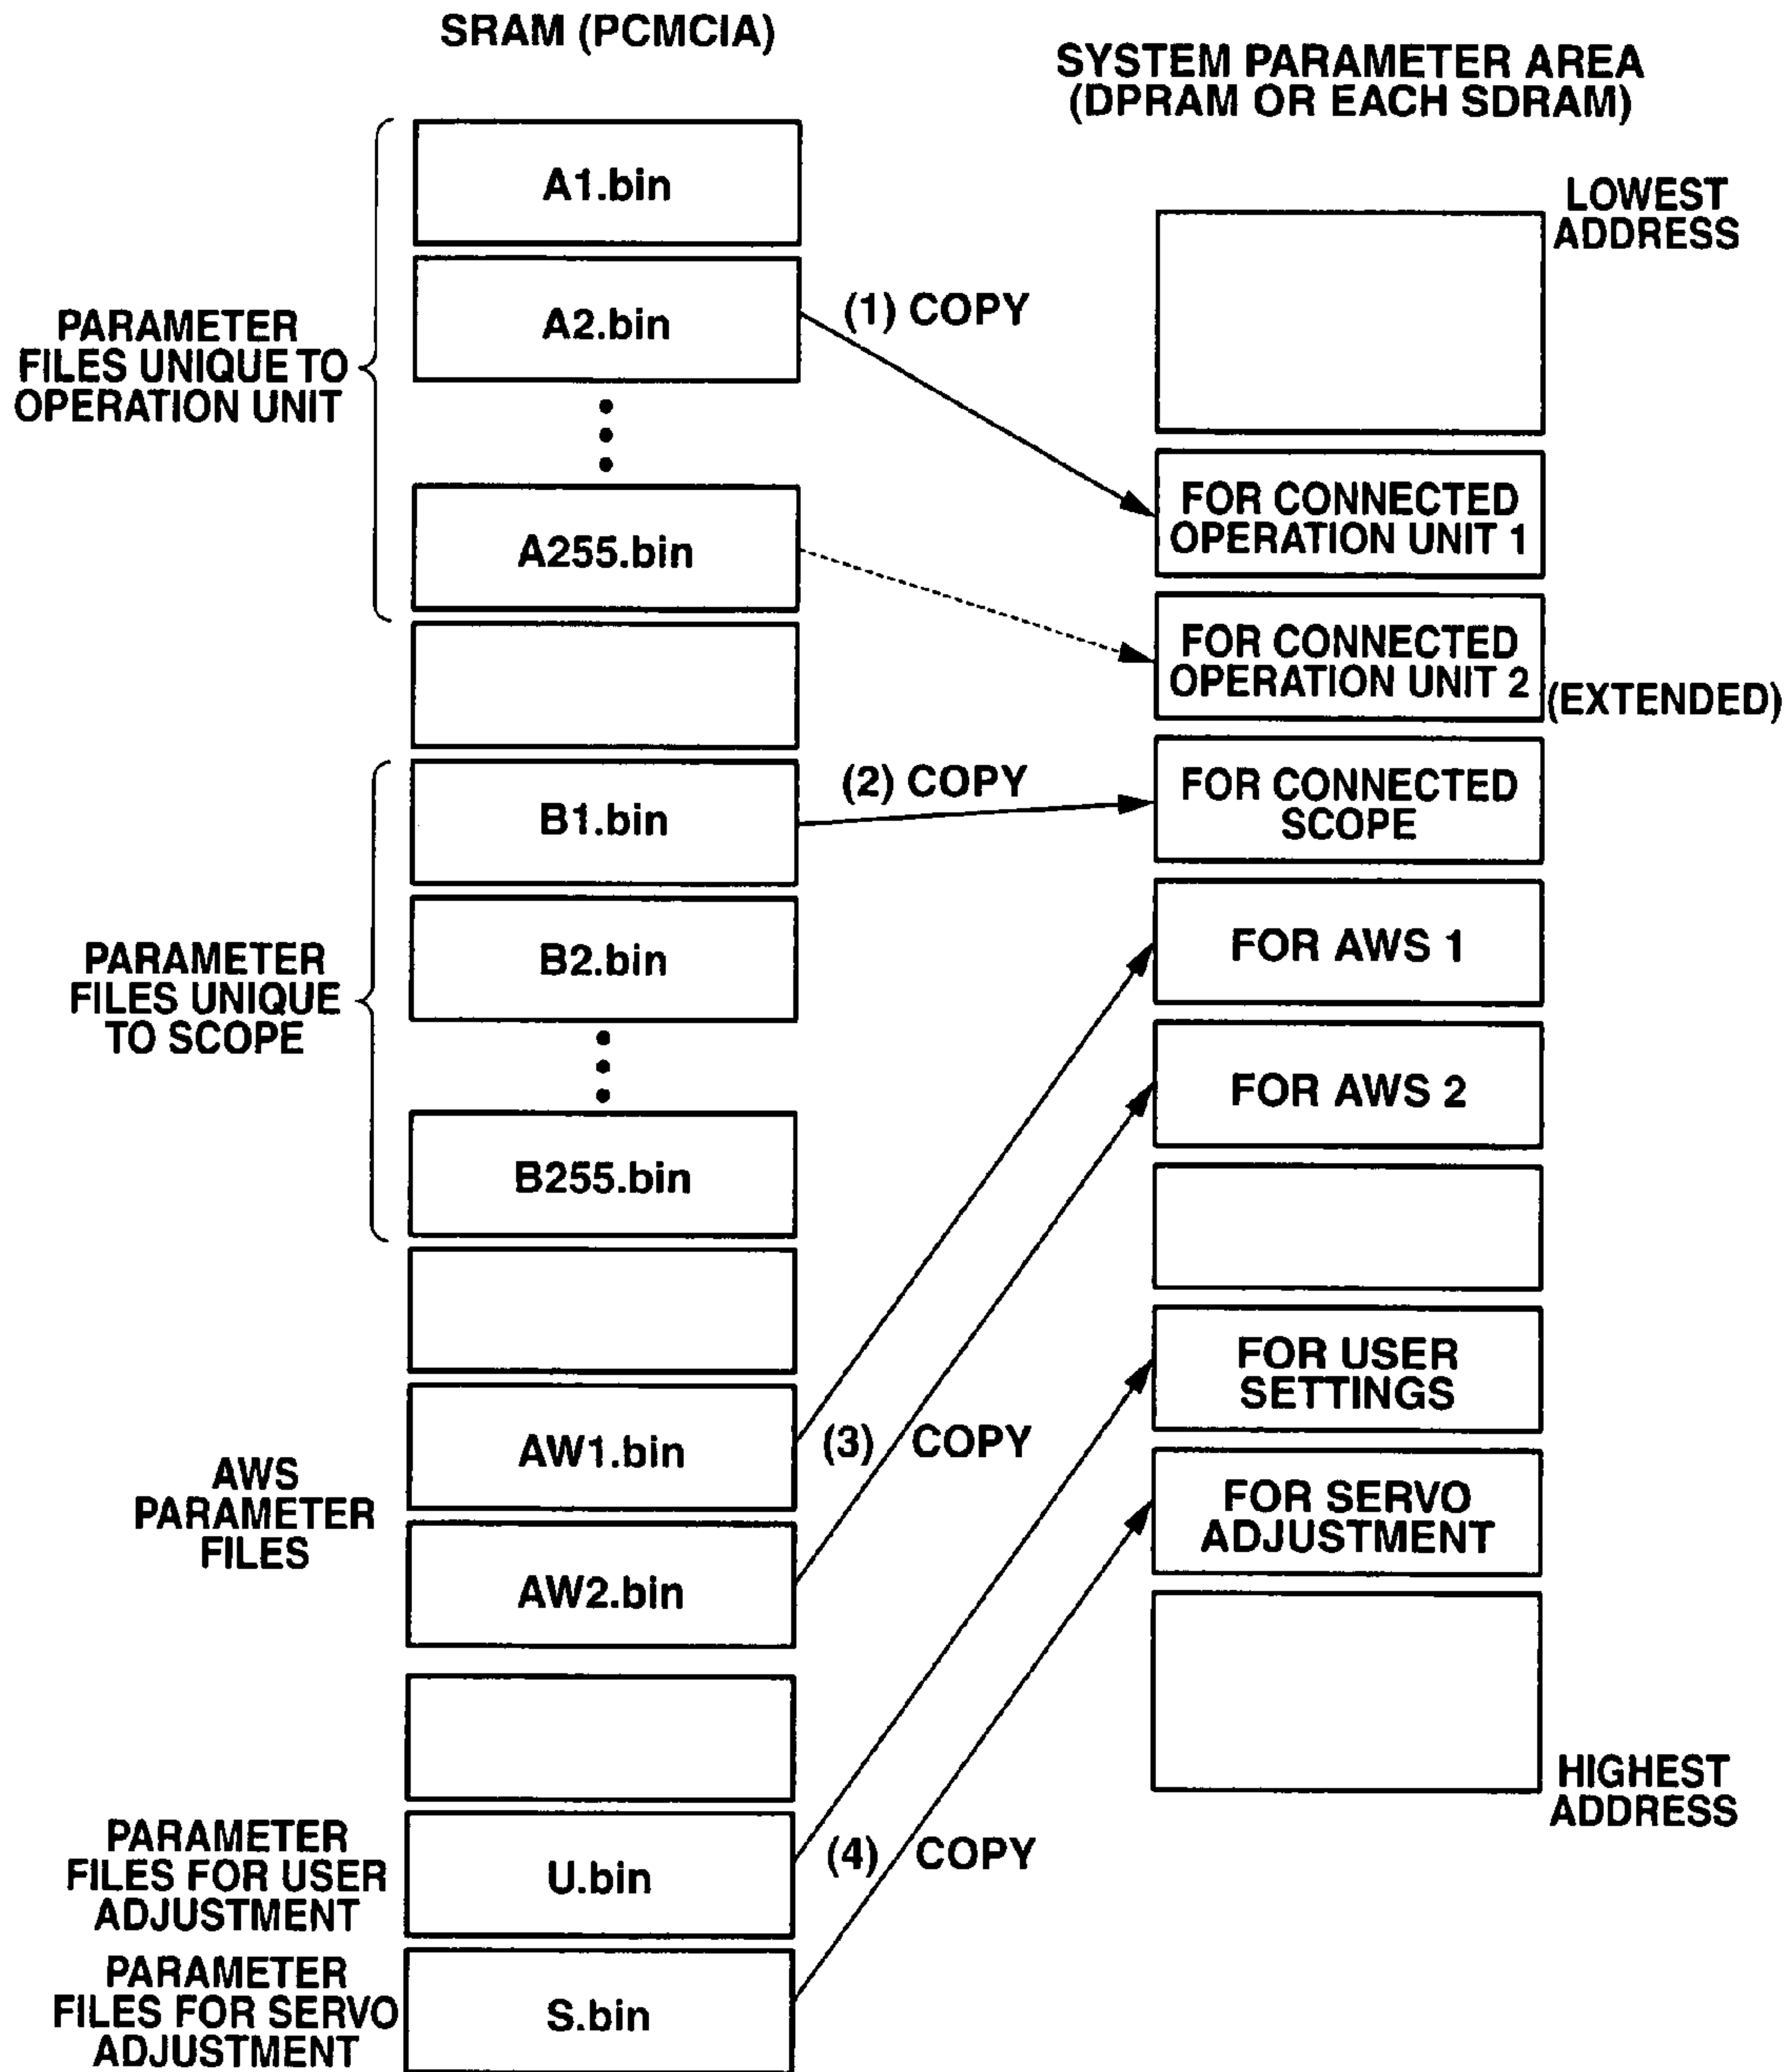 SRAM (PCMCIA)
SYSTEM PARAMETER AREA
(DPRAM OR EACH SDRAM)
A1.bin
LOWEST
ADDRESS
PARAMETER
FILES UNIQUE TO
OPERATION UNIT
A2.bin
(1) COPY
A255.bin
FOR CONNECTED
OPERATION UNIT 1
FOR CONNECTED
OPERATION UNIT 2
(EXTENDED)
B1.bin
(2) COPY
FOR CONNECTED
SCOPE
PARAMETER
FILES UNIQUE
TO SCOPE
B2.bin
FOR AWS 1
FOR AWS 2
B255.bin
FOR USER
SETTINGS
AWS
PARAMETER
FILES
AW1.bin
(3) COPY
FOR SERVO
ADJUSTMENT
AW2.bin
HIGHEST
ADDRESS
PARAMETER
FILES FOR USER
ADJUSTMENT
U.bin
(4) COPY
PARAMETER
FILES FOR SERVO
ADJUSTMENT
S.bin